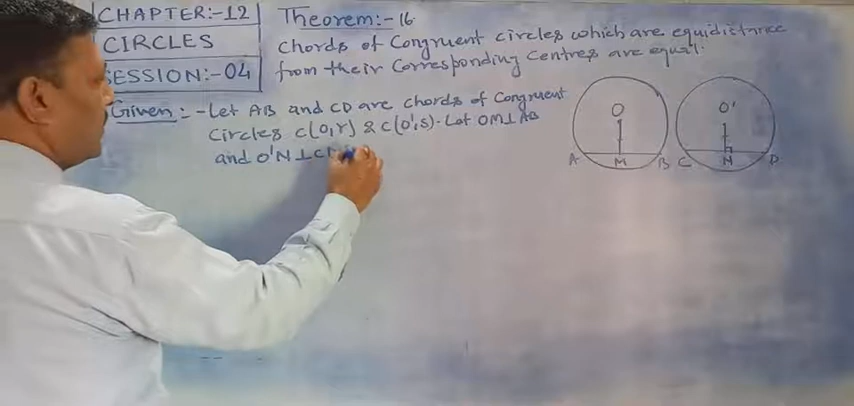 CHAPTER:-12
CIRCLES
SESSION:-04
Theorem:-16
Chords of Congruent circles which are equidistance
from their Corresponding Centres are equal.
Given:-Let AB and CD are chords of Congruent
Circles C(O,r) & C(O',s). Let OM⊥AB
and O'N⊥C
O
A M B
O'
C N D